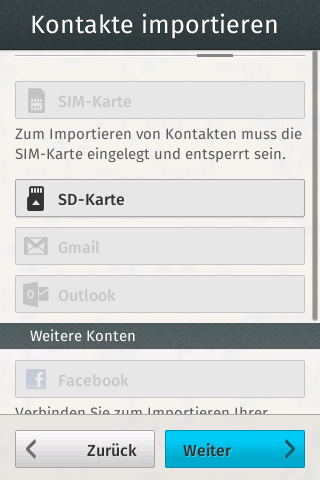 Kontakte importieren
SIM-Karte
Zum Importieren von Kontakten muss die
SIM-Karte eingelegt und entsperrt sein.
SD-Karte
Gmail
Outlook
Weitere Konten
Facebook
Verbinden Sie zum Importieren Ihrer
Zurück
Weiter